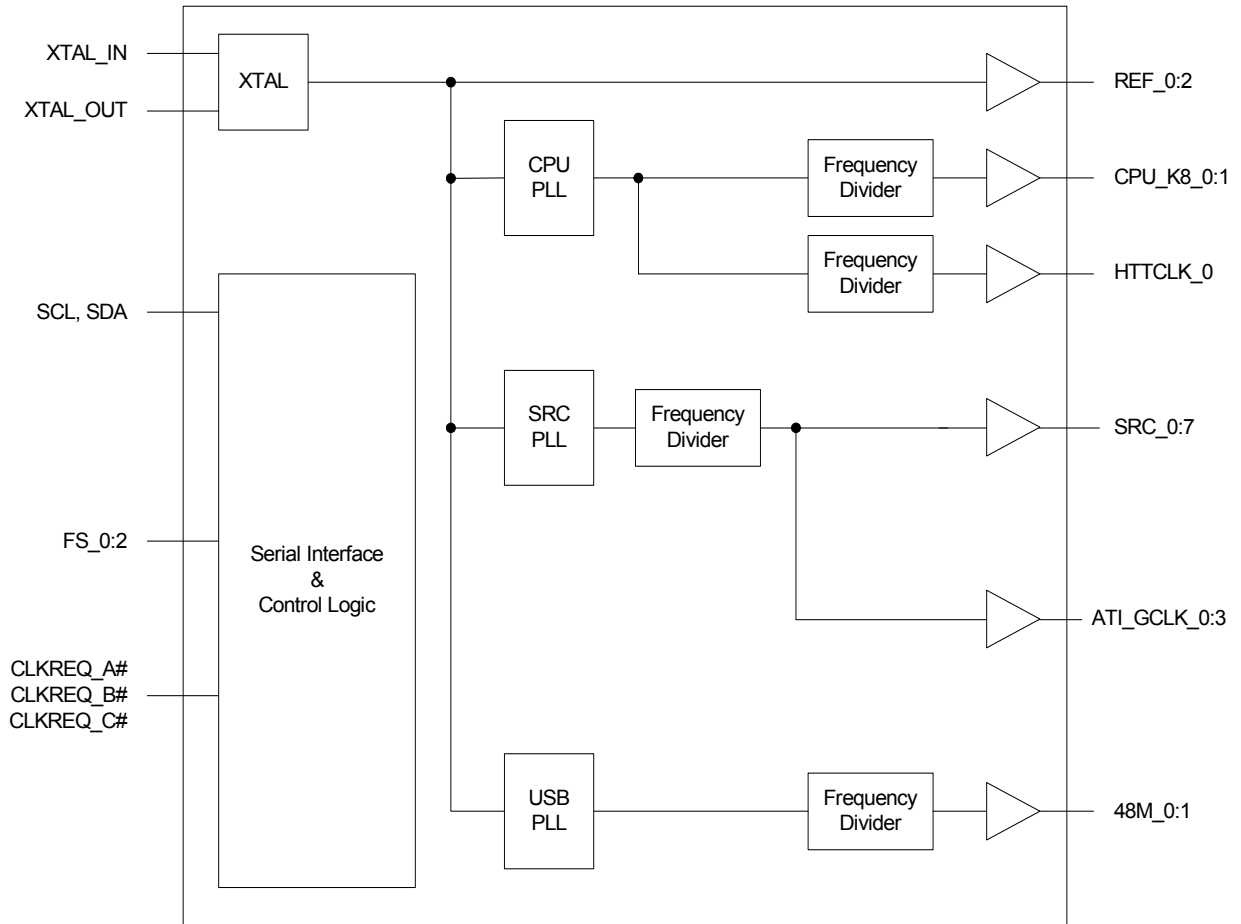 XTAL_IN
XTAL
REF_0:2
XTAL_OUT
CPU
PLL
Frequency
Divider
CPU_K8_0:1
Frequency
Divider
HTTCLK_0
SCL, SDA
SRC
PLL
Frequency
Divider
SRC_0:7
FS_0:2
Serial Interface
&
Control Logic
ATI_GCLK_0:3
CLKREQ_A#
CLKREQ_B#
CLKREQ_C#
USB
PLL
Frequency
Divider
48M_0:1